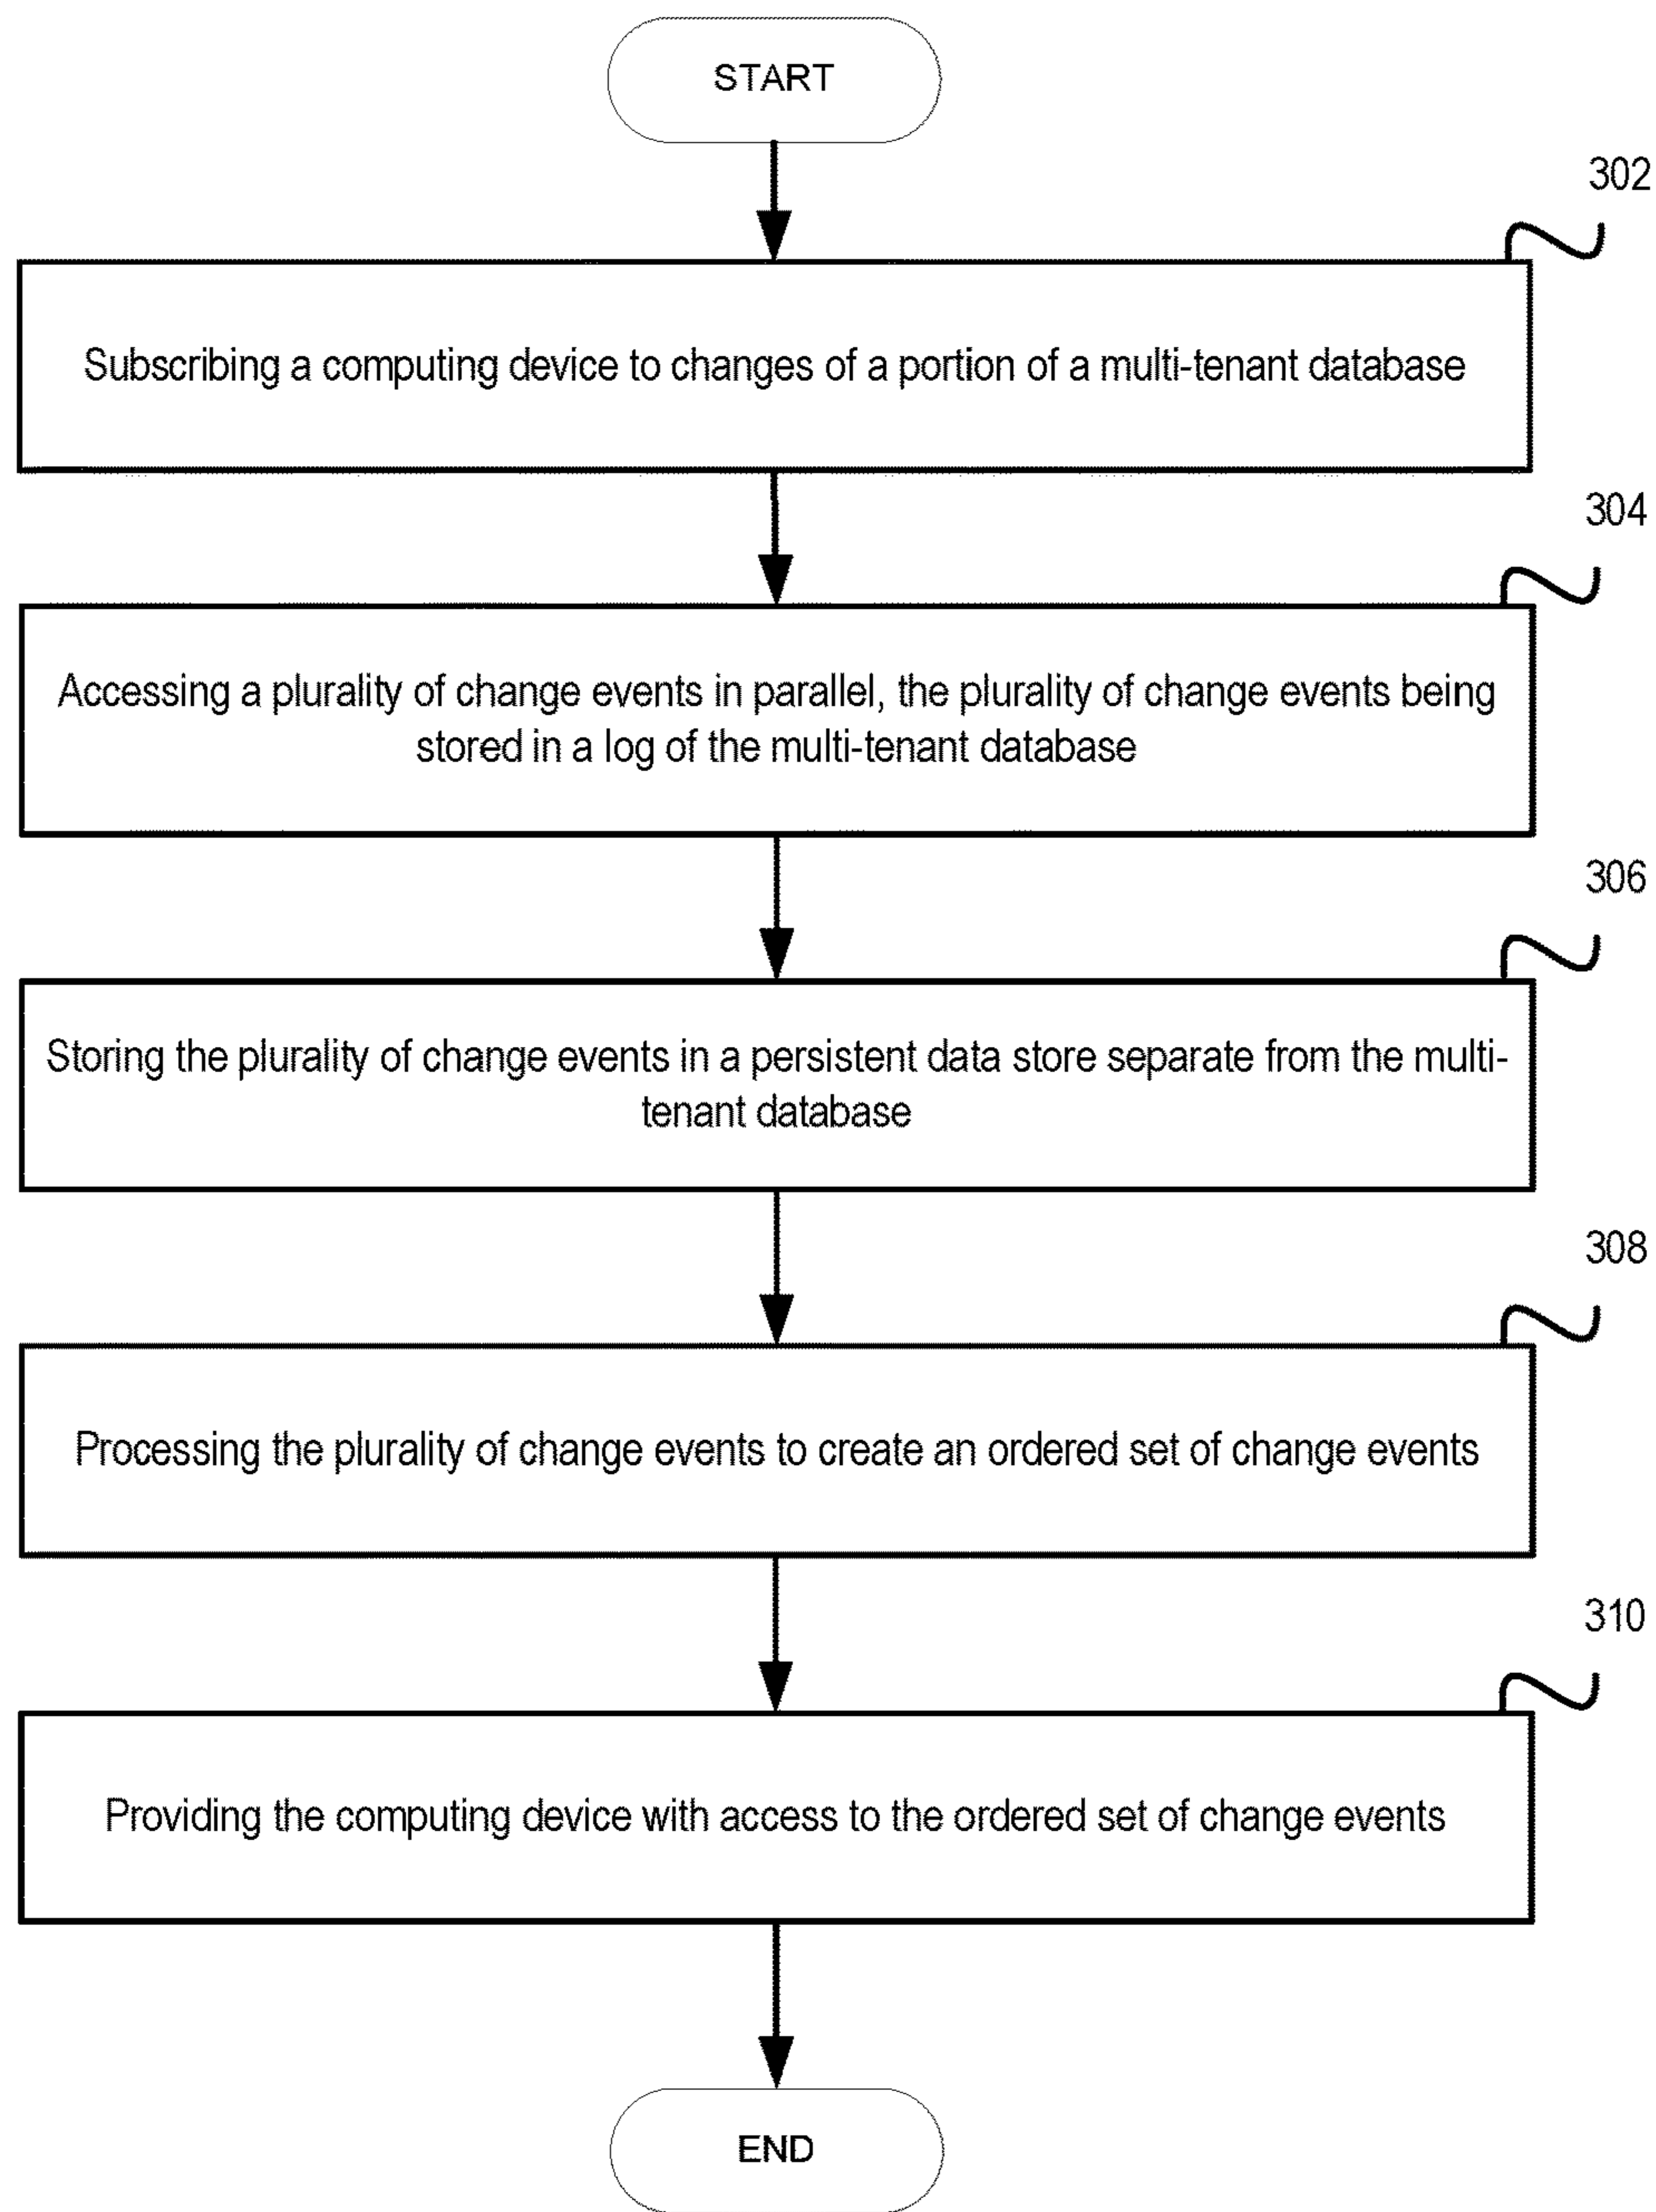 START
302
Subscribing a computing device to changes of a portion of a multi-tenant database
304
Accessing a plurality of change events in parallel, the plurality of change events being
stored in a log of the multi-tenant database
306
Storing the plurality of change events in a persistent data store separate from the multi-
tenant database
308
Processing the plurality of change events to create an ordered set of change events
310
Providing the computing device with access to the ordered set of change events
END